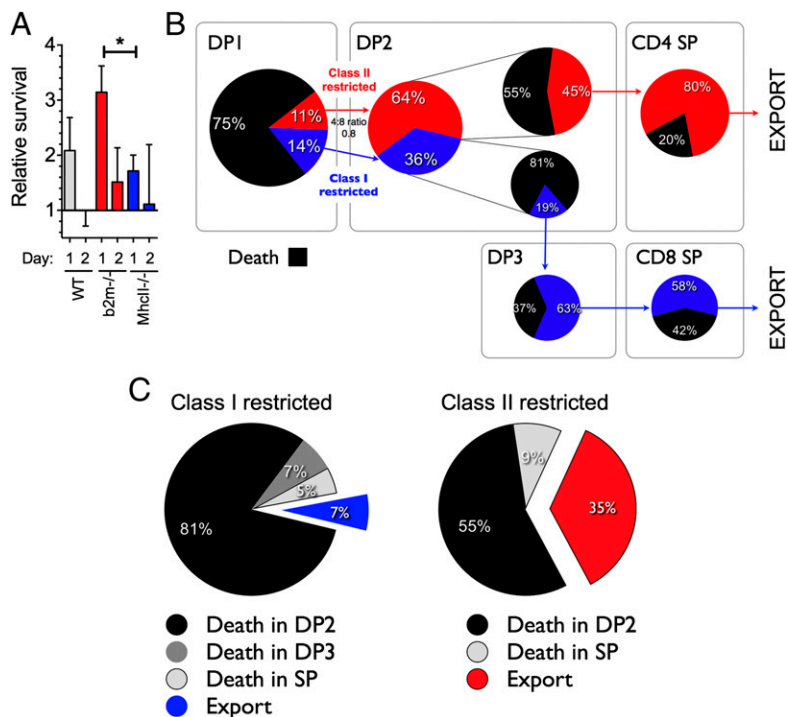 A
Relative survival
4
3
2
1
*
Day: 1 2 1 2 1 2
WT
b2m-/-
MhcII-/-
B
DP1
75%
11%
14%
Class II
restricted
4:8 ratio
0.8
Class I
restricted
Death
DP2
64%
36%
55%
45%
81%
19%
CD4 SP
80%
20%
EXPORT
DP3
37%
63%
CD8 SP
58%
42%
EXPORT
C
Class I restricted
81%
7%
5%
7%
Death in DP2
Death in DP3
Death in SP
Export
Class II restricted
55%
9%
35%
Death in DP2
Death in SP
Export